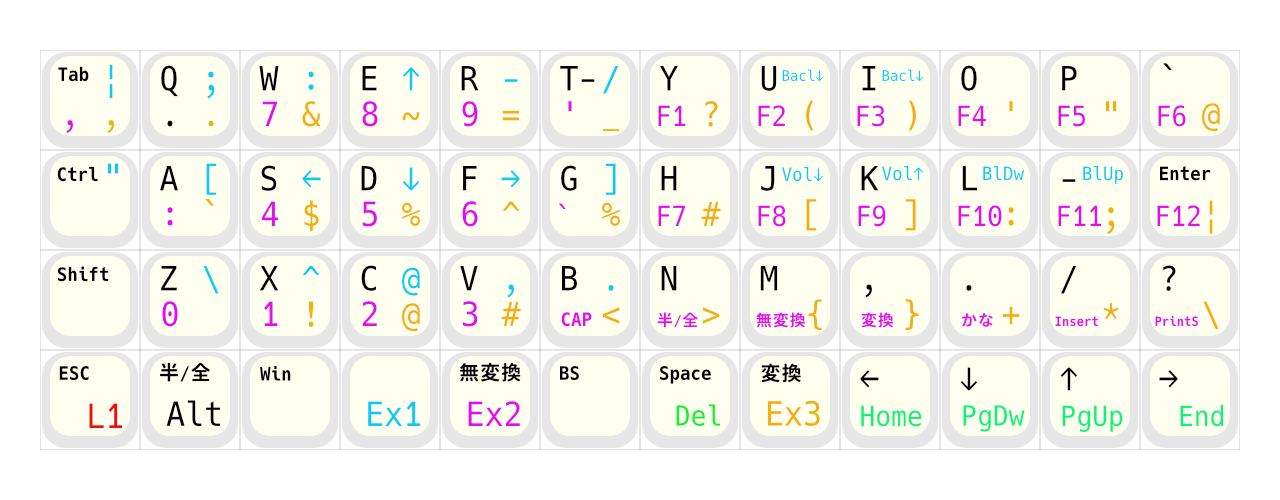 Tab ¦ Q ; W : E ↑ R - T-/ Y U Bacl↓ I Bacl↓ O P `
, , . . 7 & 8 ~ 9 = ' _ F1 ? F2 ( F3 ) F4 ' F5 " F6 @
Ctrl " A [ S ← D ↓ F → G ] H J Vol↓ K Vol↑ L BlDw - BlUp Enter
: ` 4 $ 5 % 6 ^ ` % F7 # F8 [ F9 ] F10: F11; F12¦
Shift Z \ X ^ C @ V , B . N M , . / ?
0 1 ! 2 @ 3 # CAP < 半/全 > 無変換 { 変換 } かな + Insert * PrintS \
ESC 半/全 Win 無変換 BS Space 変換 ← ↓ ↑ →
L1 Alt Ex1 Ex2 Del Ex3 Home PgDw PgUp End